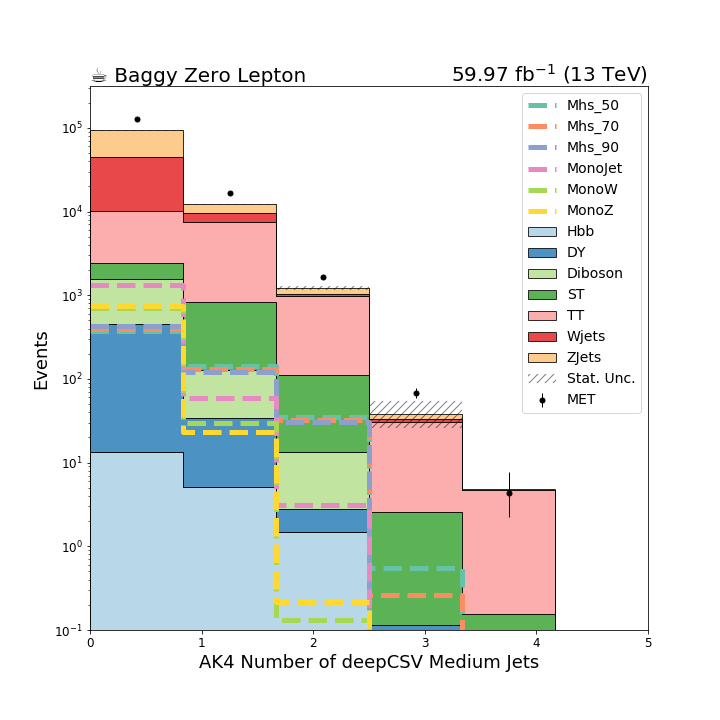 ☕ Baggy Zero Lepton
59.97 fb⁻¹ (13 TeV)
Mhs_50
Mhs_70
Mhs_90
MonoJet
MonoW
MonoZ
Hbb
DY
Diboson
ST
TT
Wjets
ZJets
Stat. Unc.
MET
Events
10⁵
10⁴
10³
10²
10¹
10⁰
10⁻¹
0 1 2 3 4 5
AK4 Number of deepCSV Medium Jets